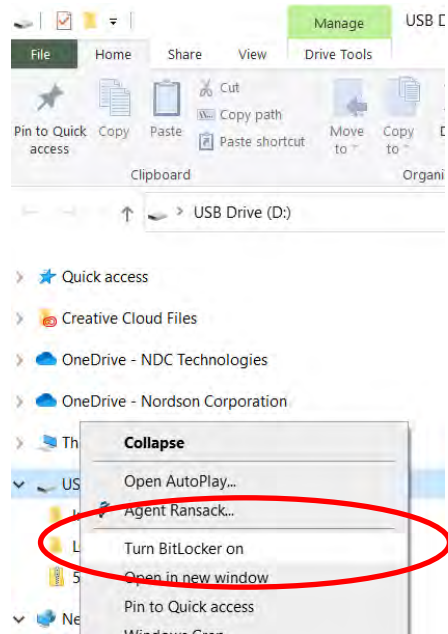 Manage USB D
File Home Share View Drive Tools
Cut
Copy path
Paste shortcut
Pin to Quick access
Copy
Paste
Move to
Copy to
Clipboard
Organi
USB Drive (D:)
Quick access
Creative Cloud Files
OneDrive - NDC Technologies
OneDrive - Nordson Corporation
Th
Collapse
US
Open AutoPlay...
Agent Ransack...
L
Turn BitLocker on
5
Open in new window
Pin to Quick access
Ne